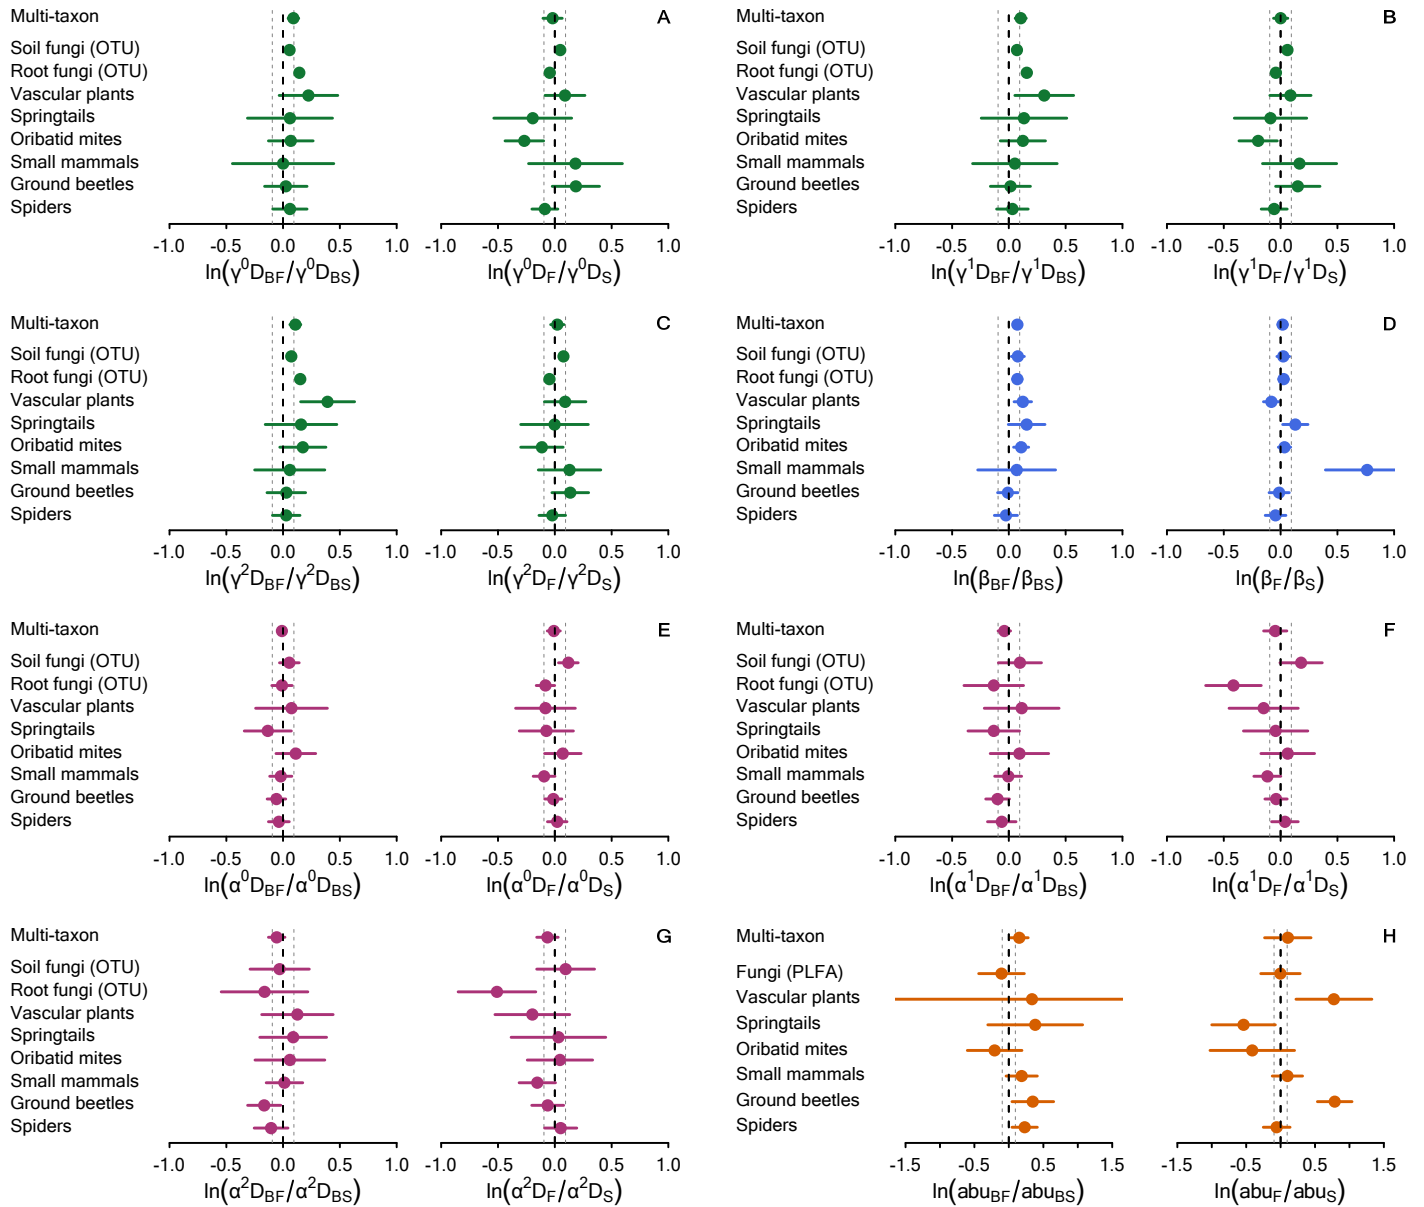 A
Multi-taxon
Soil fungi (OTU)
Root fungi (OTU)
Vascular plants
Springtails
Oribatid mites
Small mammals
Ground beetles
Spiders
-1.0 -0.5 0.0 0.5 1.0 -1.0 -0.5 0.0 0.5 1.0
ln(γ⁰D_BF/γ⁰D_BS) ln(γ⁰D_F/γ⁰D_S)
B
Multi-taxon
Soil fungi (OTU)
Root fungi (OTU)
Vascular plants
Springtails
Oribatid mites
Small mammals
Ground beetles
Spiders
-1.0 -0.5 0.0 0.5 1.0 -1.0 -0.5 0.0 0.5 1.0
ln(γ¹D_BF/γ¹D_BS) ln(γ¹D_F/γ¹D_S)
C
Multi-taxon
Soil fungi (OTU)
Root fungi (OTU)
Vascular plants
Springtails
Oribatid mites
Small mammals
Ground beetles
Spiders
-1.0 -0.5 0.0 0.5 1.0 -1.0 -0.5 0.0 0.5 1.0
ln(γ²D_BF/γ²D_BS) ln(γ²D_F/γ²D_S)
D
Multi-taxon
Soil fungi (OTU)
Root fungi (OTU)
Vascular plants
Springtails
Oribatid mites
Small mammals
Ground beetles
Spiders
-1.0 -0.5 0.0 0.5 1.0 -1.0 -0.5 0.0 0.5 1.0
ln(β_BF/β_BS) ln(β_F/β_S)
E
Multi-taxon
Soil fungi (OTU)
Root fungi (OTU)
Vascular plants
Springtails
Oribatid mites
Small mammals
Ground beetles
Spiders
-1.0 -0.5 0.0 0.5 1.0 -1.0 -0.5 0.0 0.5 1.0
ln(α⁰D_BF/α⁰D_BS) ln(α⁰D_F/α⁰D_S)
F
Multi-taxon
Soil fungi (OTU)
Root fungi (OTU)
Vascular plants
Springtails
Oribatid mites
Small mammals
Ground beetles
Spiders
-1.0 -0.5 0.0 0.5 1.0 -1.0 -0.5 0.0 0.5 1.0
ln(α¹D_BF/α¹D_BS) ln(α¹D_F/α¹D_S)
G
Multi-taxon
Soil fungi (OTU)
Root fungi (OTU)
Vascular plants
Springtails
Oribatid mites
Small mammals
Ground beetles
Spiders
-1.0 -0.5 0.0 0.5 1.0 -1.0 -0.5 0.0 0.5 1.0
ln(α²D_BF/α²D_BS) ln(α²D_F/α²D_S)
H
Multi-taxon
Fungi (PLFA)
Vascular plants
Springtails
Oribatid mites
Small mammals
Ground beetles
Spiders
-1.5 -0.5 0.5 1.5 -1.5 -0.5 0.5 1.5
ln(abu_BF/abu_BS) ln(abu_F/abu_S)